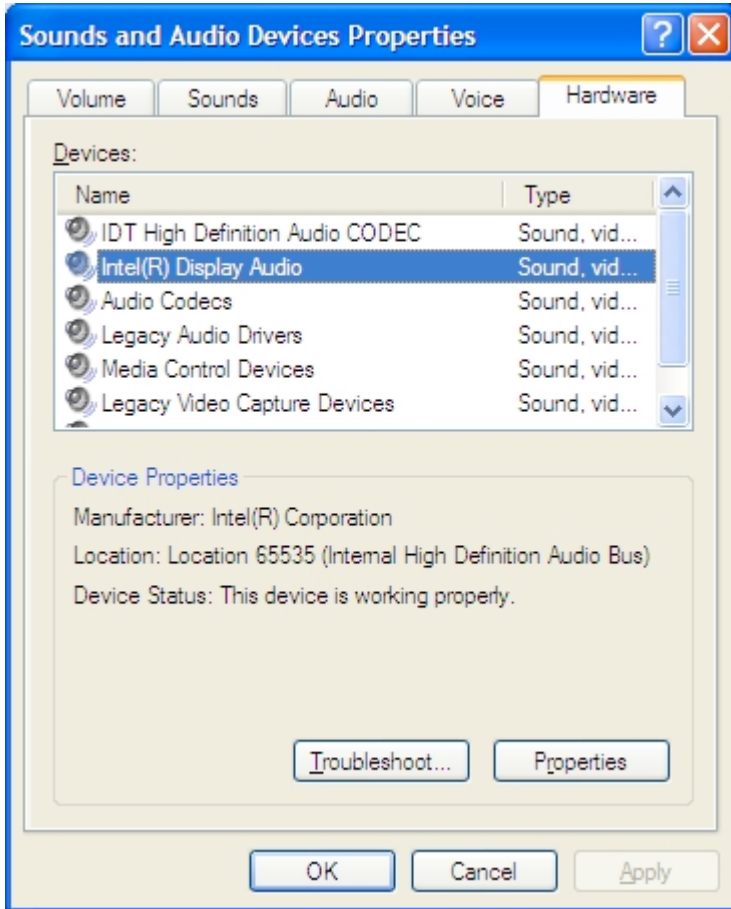 Sounds and Audio Devices Properties
Volume Sounds Audio Voice Hardware
Devices:
Name Type
IDT High Definition Audio CODEC Sound, vid...
Intel(R) Display Audio Sound, vid...
Audio Codecs Sound, vid...
Legacy Audio Drivers Sound, vid...
Media Control Devices Sound, vid...
Legacy Video Capture Devices Sound, vid...
Device Properties
Manufacturer: Intel(R) Corporation
Location: Location 65535 (Internal High Definition Audio Bus)
Device Status: This device is working properly.
Troubleshoot... Properties
OK Cancel Apply